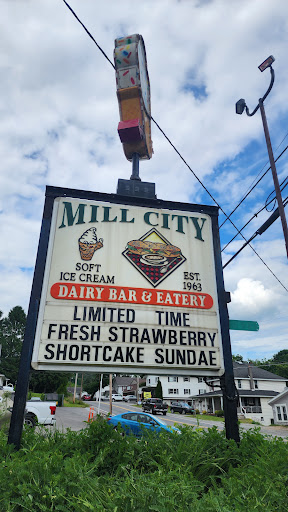 MILL CITY
SOFT
ICE CREAM
EST.
1963
DAIRY BAR & EATERY
LIMITED TIME
FRESH STRAWBERRY
SHORTCAKE SUNDAE